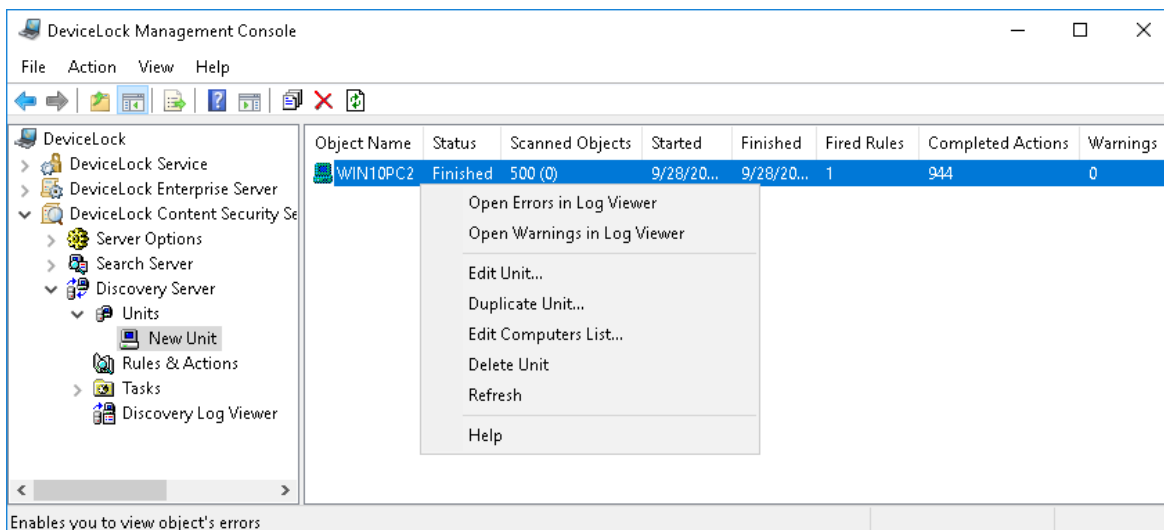 DeviceLock Management Console
File Action View Help
DeviceLock
DeviceLock Service
DeviceLock Enterprise Server
DeviceLock Content Security Se
Server Options
Search Server
Discovery Server
Units
New Unit
Rules & Actions
Tasks
Discovery Log Viewer
Object Name Status Scanned Objects Started Finished Fired Rules Completed Actions Warnings
WIN10PC2 Finished 500 (0) 9/28/20... 9/28/20... 1 944 0
Open Errors in Log Viewer
Open Warnings in Log Viewer
Edit Unit...
Duplicate Unit...
Edit Computers List...
Delete Unit
Refresh
Help
Enables you to view object's errors